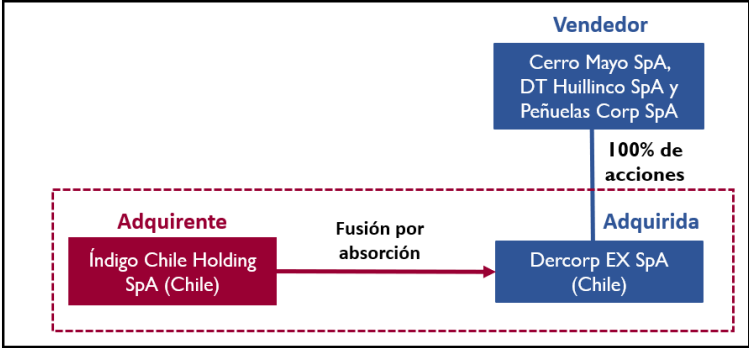 Vendedor
Cerro Mayo SpA,
DT Huillinco SpA y
Peñuelas Corp SpA
100% de
acciones
Adquirente
Fusión por
absorción
Adquirida
Índigo Chile Holding
SpA (Chile)
Dercorp EX SpA
(Chile)